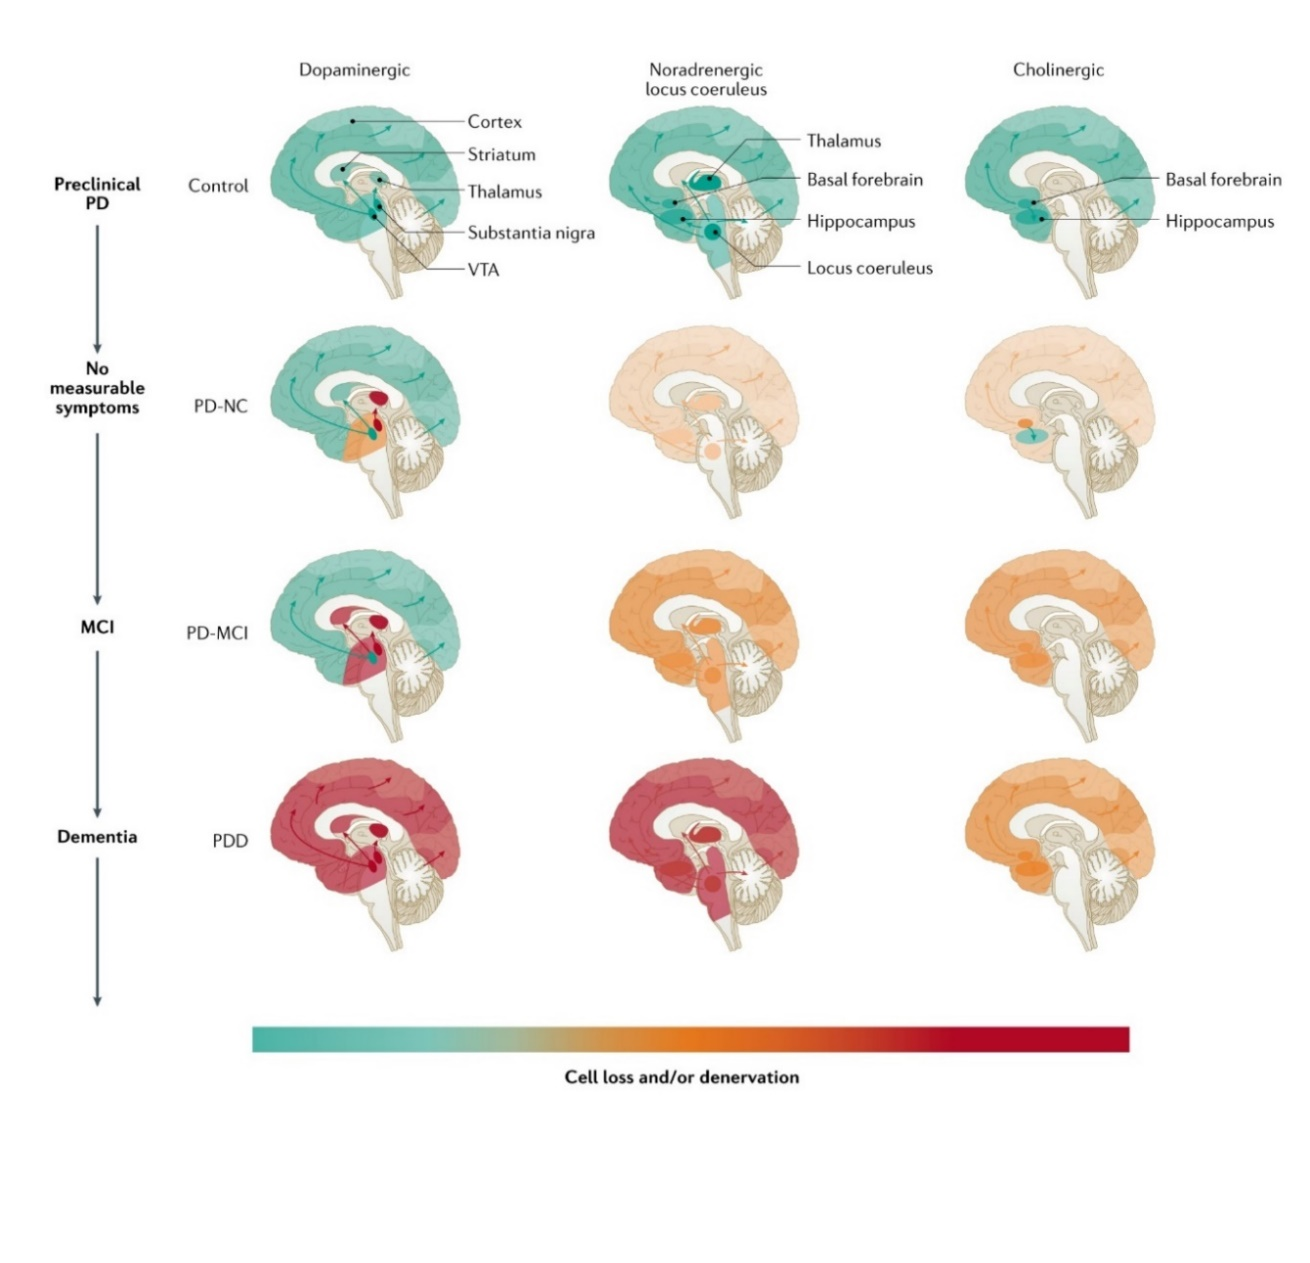 Dopaminergic
Noradrenergic
locus coeruleus
Cholinergic
Preclinical
PD
Control
Cortex
Striatum
Thalamus
Substantia nigra
VTA
Thalamus
Basal forebrain
Hippocampus
Locus coeruleus
Basal forebrain
Hippocampus
No
measurable
symptoms
PD-NC
MCI
PD-MCI
Dementia
PDD
Cell loss and/or denervation